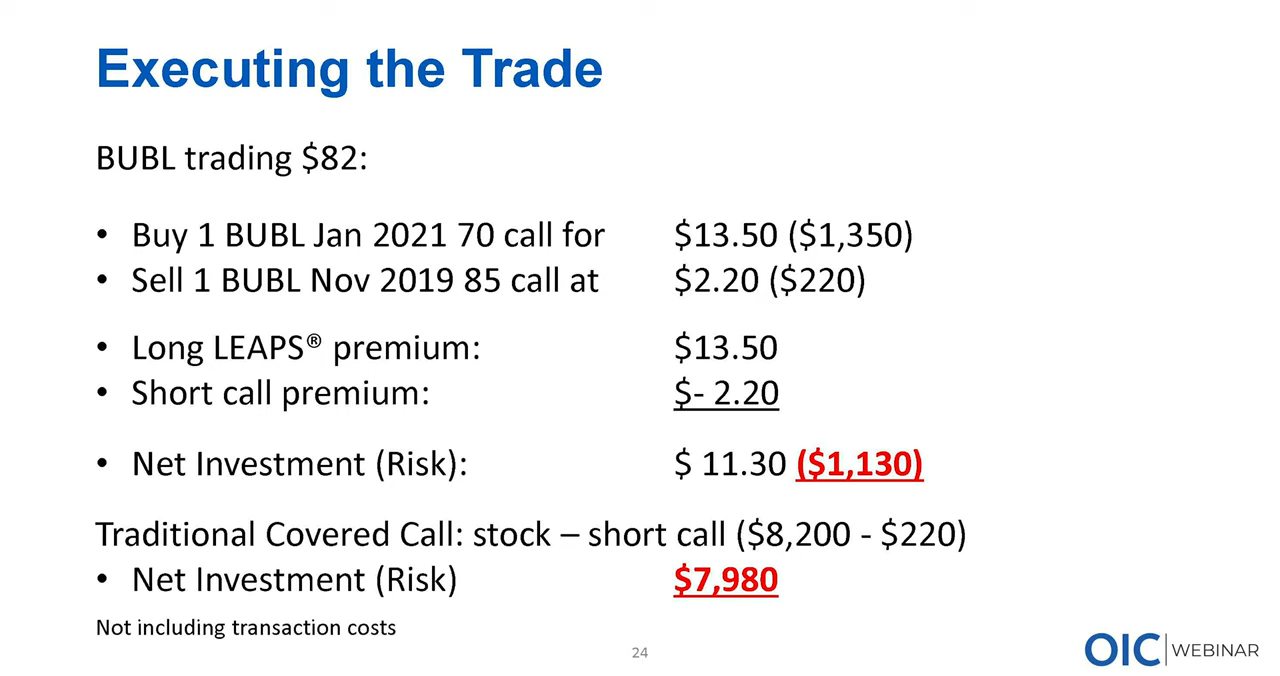 Executing the Trade
BUBL trading $82:
• Buy 1 BUBL Jan 2021 70 call for $13.50 ($1,350)
• Sell 1 BUBL Nov 2019 85 call at $2.20 ($220)
• Long LEAPS® premium: $13.50
• Short call premium: $- 2.20
• Net Investment (Risk): $ 11.30 ($1,130)
Traditional Covered Call: stock – short call ($8,200 - $220)
• Net Investment (Risk) $7,980
Not including transaction costs
24
OIC WEBINAR